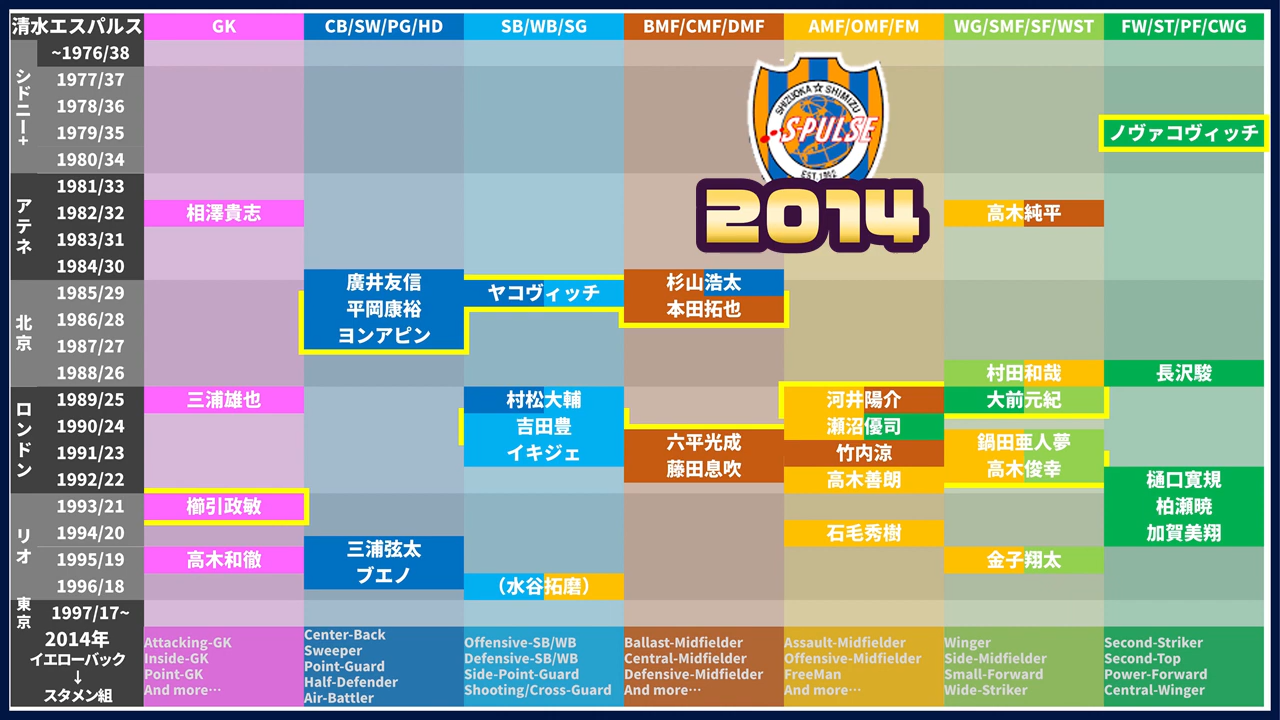 清水エスパルス GK CB/SW/PG/HD SB/WB/SG BMF/CMF/DMF AMF/OMF/FM WG/SMF/SF/WST FW/ST/PF/CWG
シドニー+
~1976/38
1977/37
1978/36
1979/35 ノヴァコヴィッチ
1980/34
SHIZUOKA☆SHIMIZU
S-PULSE
EST.1992
2014
アテネ
1981/33
1982/32 相澤貴志 高木純平
1983/31
1984/30
北京
廣井友信 杉山浩太
1985/29 ヤコヴィッチ
1986/28 平岡康裕 本田拓也
1987/27 ヨンアピン
1988/26 村田和哉 長沢駿
ロンドン
1989/25 三浦雄也 村松大輔 河井陽介 大前元紀
1990/24 吉田豊 瀬沼優司
六平光成 鍋田亜人夢
1991/23 イキジェ 竹内涼
藤田息吹 高木俊幸
1992/22 高木善朗 樋口寛規
リオ
1993/21 櫛引政敏 柏瀬暁
1994/20 石毛秀樹 加賀美翔
三浦弦太
1995/19 高木和徹 金子翔太
ブエノ
1996/18 （水谷拓磨）
東京
1997/17~
2014年
イエローバック
↓
スタメン組
Attacking-GK
Inside-GK
Point-GK
And more…
Center-Back
Sweeper
Point-Guard
Half-Defender
Air-Battler
Offensive-SB/WB
Defensive-SB/WB
Side-Point-Guard
Shooting/Cross-Guard
Ballast-Midfielder
Central-Midfielder
Defensive-Midfielder
And more…
Assault-Midfielder
Offensive-Midfielder
FreeMan
And more…
Winger
Side-Midfielder
Small-Forward
Wide-Striker
Second-Striker
Second-Top
Power-Forward
Central-Winger